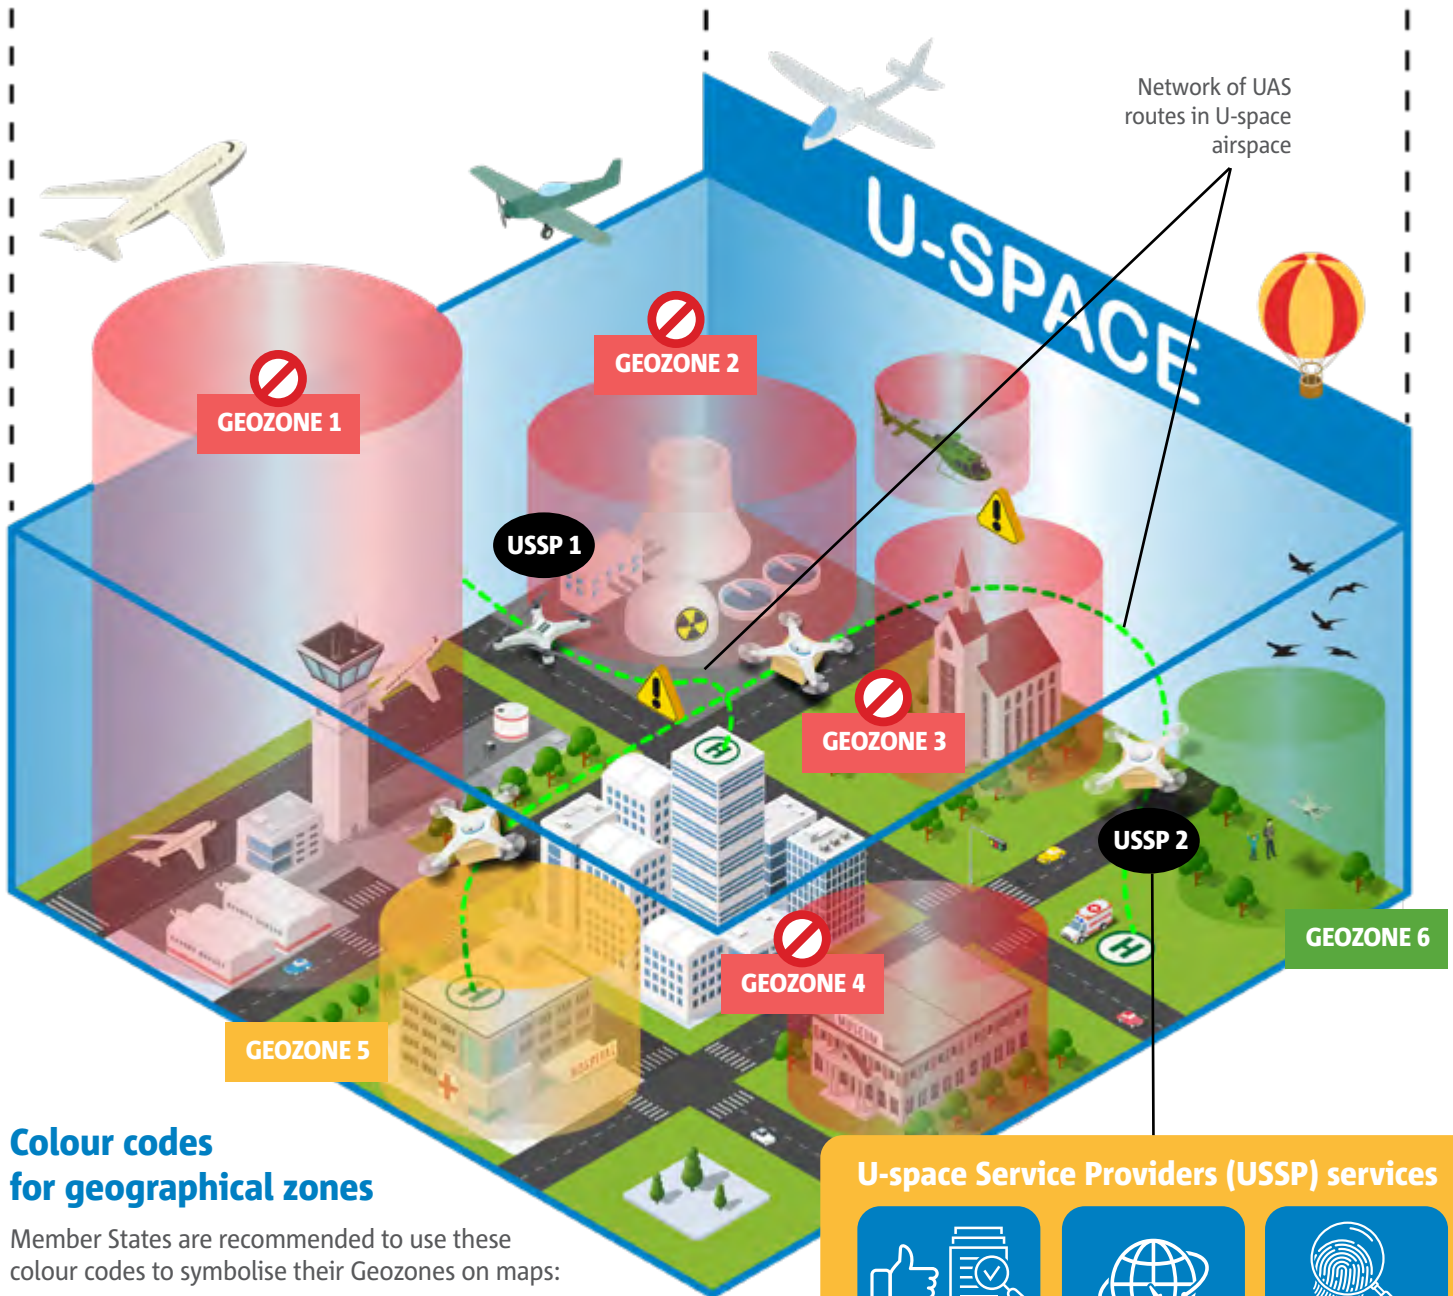 Network of UAS
routes in U-space
airspace
U-SPACE
GEOZONE 2
GEOZONE 1
USSP 1
GEOZONE 3
USSP 2
GEOZONE 6
GEOZONE 4
MUSEUM
GEOZONE 5
HOSPITAL
H
H
H
Colour codes
for geographical zones
Member States are recommended to use these
colour codes to symbolise their Geozones on maps:
U-space Service Providers (USSP) services